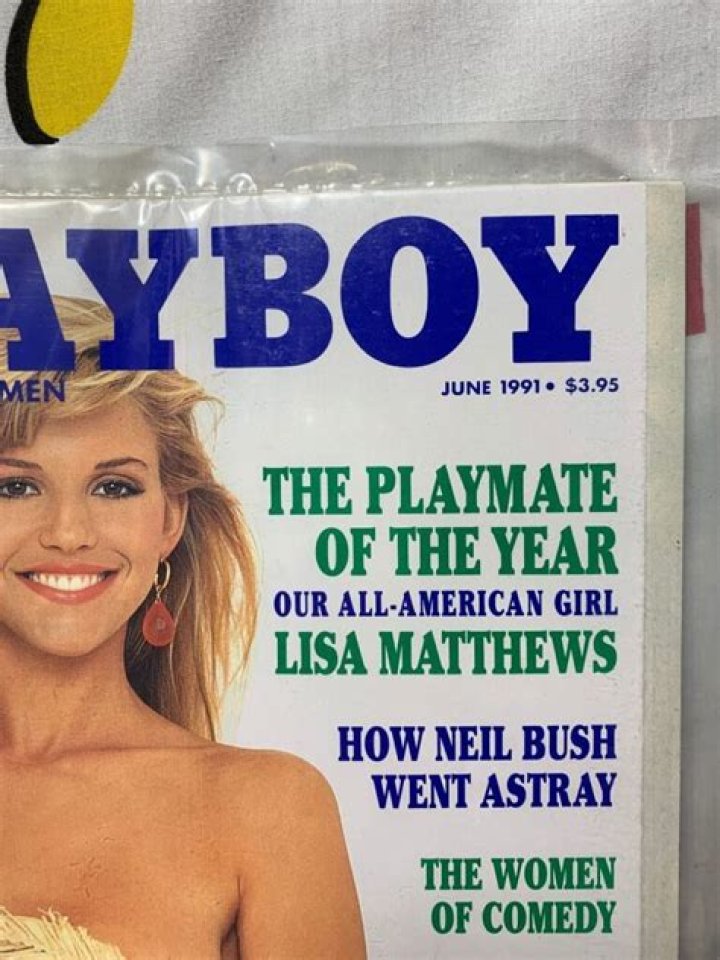 AYBOY
MEN
JUNE 1991 • $3.95
THE PLAYMATE
OF THE YEAR
OUR ALL-AMERICAN GIRL
LISA MATTHEWS
HOW NEIL BUSH
WENT ASTRAY
THE WOMEN
OF COMEDY